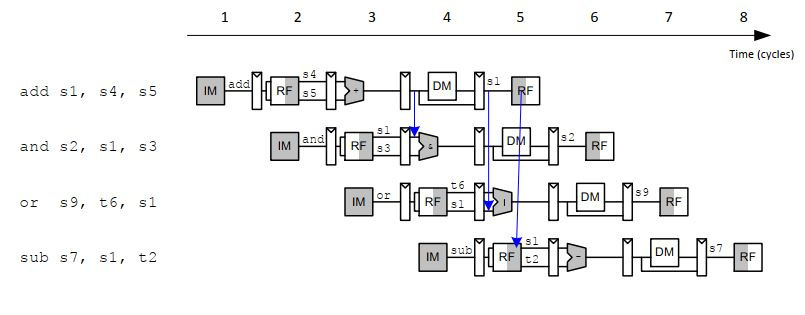 1 2 3 4 5 6 7 8
Time (cycles)
add s1, s4, s5 IM add RF s4 s5 + DM s1 RF
and s2, s1, s3 IM and RF s1 s3 & DM s2 RF
or s9, t6, s1 IM or RF t6 s1 | DM s9 RF
sub s7, s1, t2 IM sub RF s1 t2 - DM s7 RF